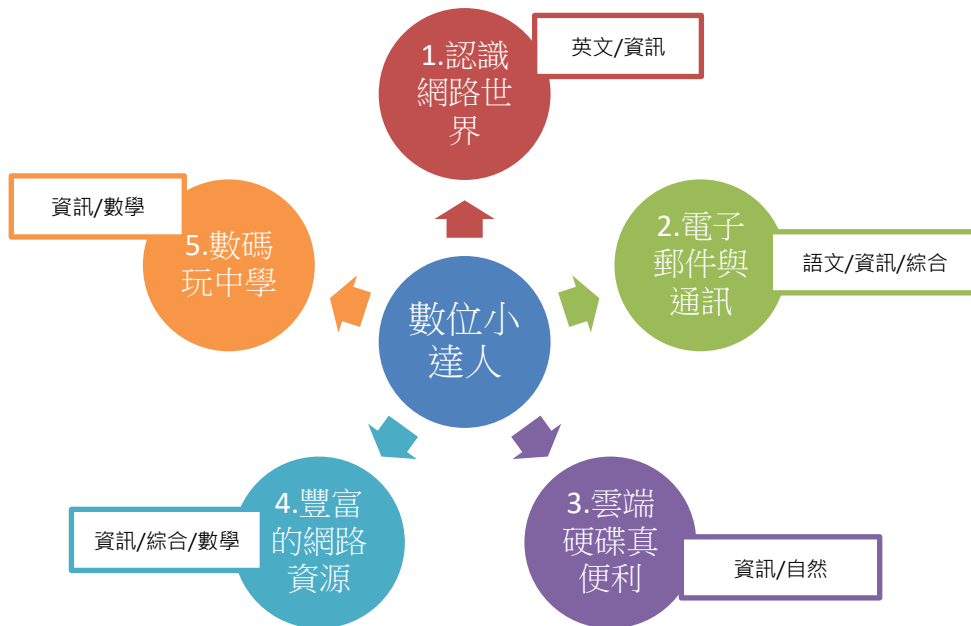 1.認識
網路世
界
英文/資訊
2.電子
郵件與
通訊
語文/資訊/綜合
3.雲端
硬碟真
便利
資訊/自然
4.豐富
的網路
資源
資訊/綜合/數學
5.數碼
玩中學
資訊/數學
數位小
達人